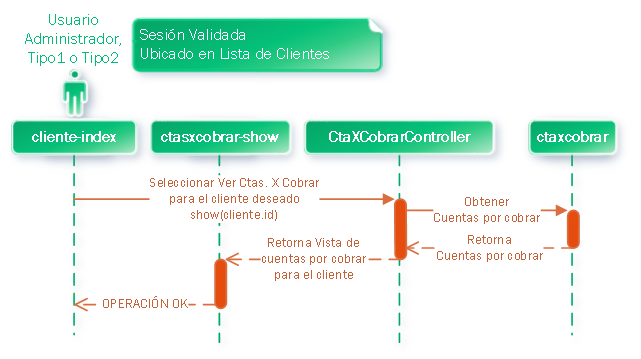 Usuario
Administrador,
Tipo1 o Tipo2
Sesión Validada
Ubicado en Lista de Clientes
cliente-index
ctasxcobrar-show
CtaXCobrarController
ctaxcobrar
Seleccionar Ver Ctas. X Cobrar
para el cliente deseado
show(cliente.id)
Obtener
Cuentas por cobrar
Retorna
Cuentas por cobrar
Retorna Vista de
cuentas por cobrar
para el cliente
OPERACIÓN OK